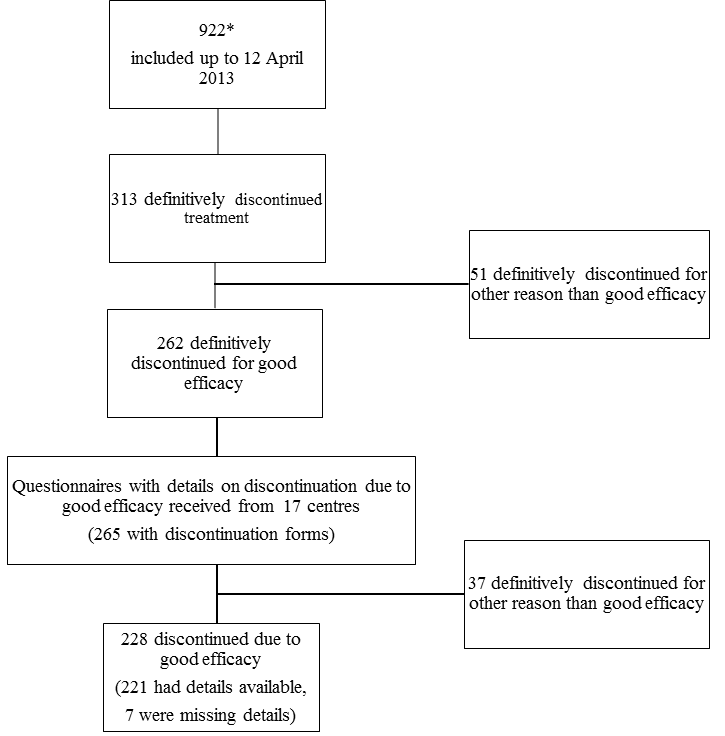 922*
included up to 12 April
2013
313 definitively discontinued
treatment
51 definitively discontinued for
other reason than good efficacy
262 definitively
discontinued for good
efficacy
Questionnaires with details on discontinuation due to
good efficacy received from 17 centres
(265 with discontinuation forms)
37 definitively discontinued for
other reason than good efficacy
228 discontinued due to
good efficacy
(221 had details available,
7 were missing details)